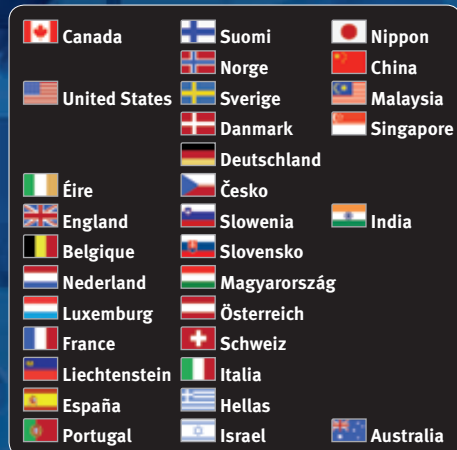 Canada Suomi Nippon
Norge China
United States Sverige Malaysia
Danmark Singapore
Deutschland
Éire Česko
England Slowenia India
Belgique Slovensko
Nederland Magyarország
Luxemburg Österreich
France Schweiz
Liechtenstein Italia
España Hellas
Portugal Israel Australia